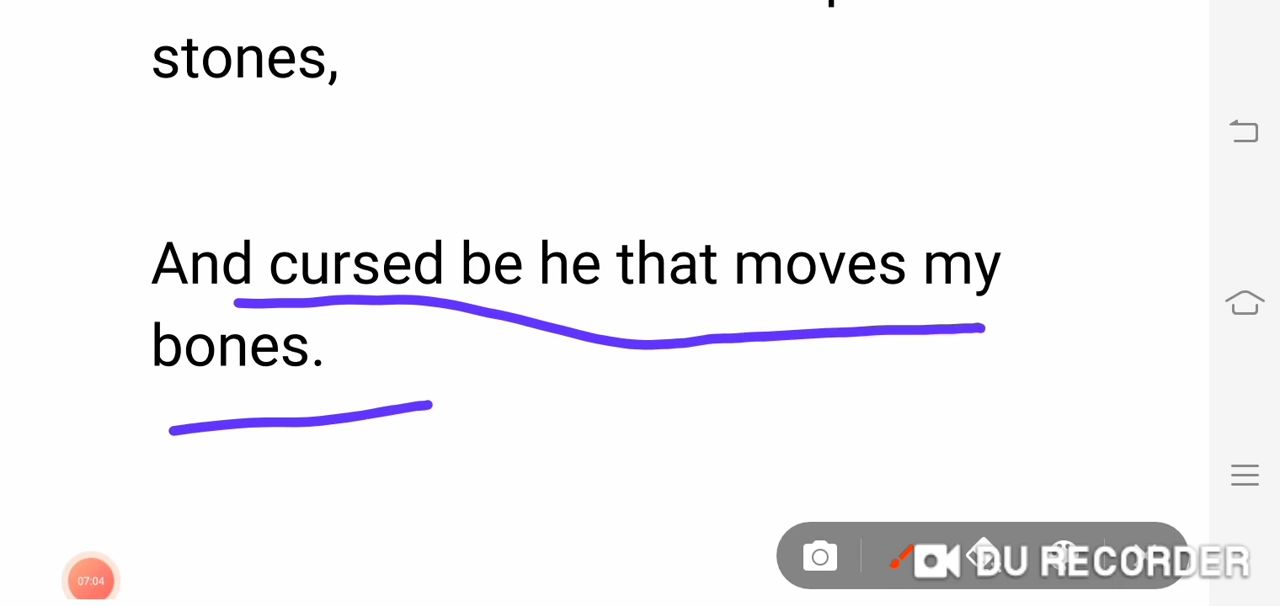 stones,
And cursed be he that moves my
bones.
07:04
DU RECORDER